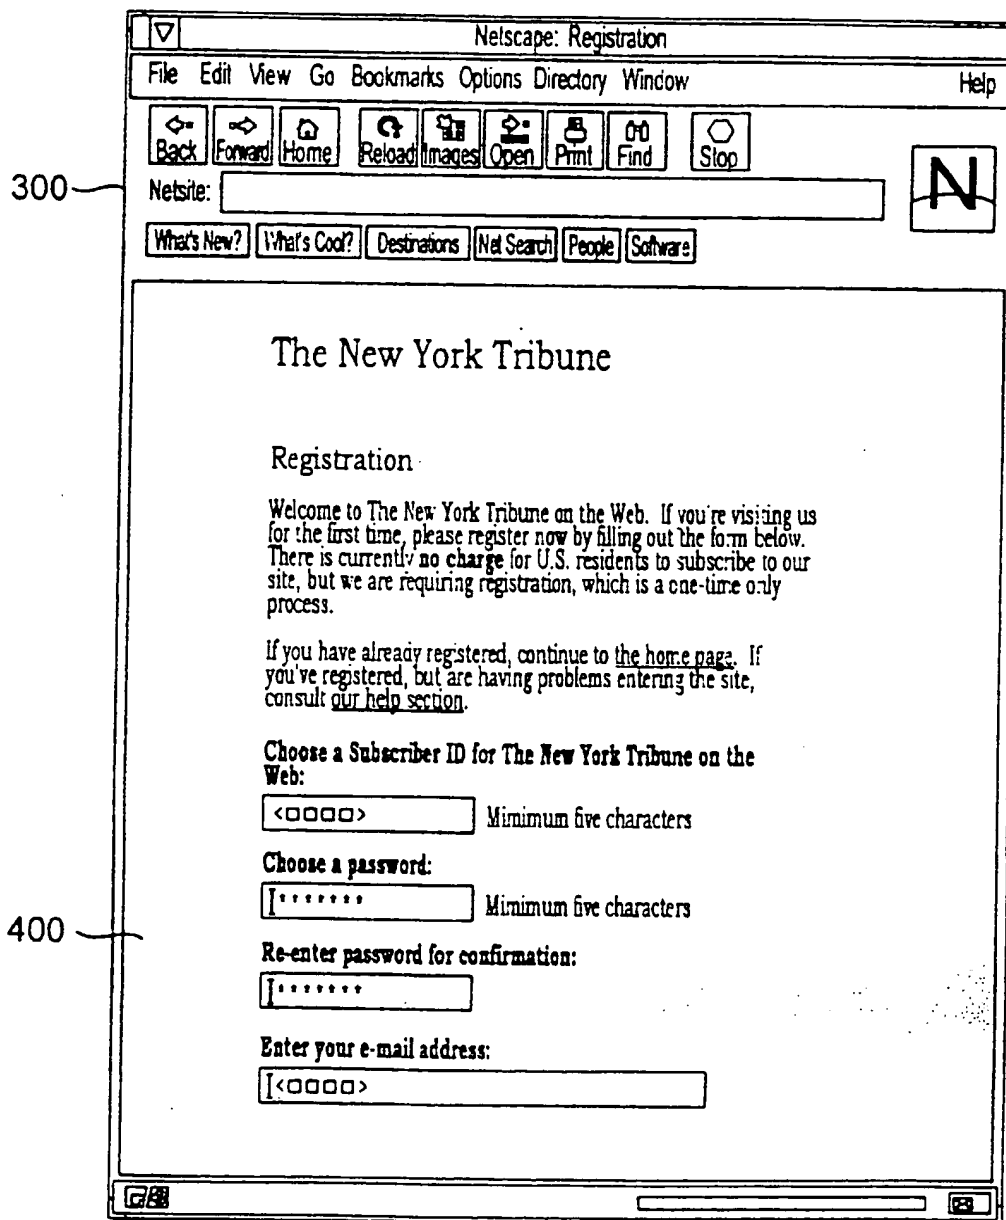 Netscape: Registration
File Edit View Go Bookmarks Options Directory Window Help
Back Forward Home Reload Images Open Print Find Stop
N
300
Netsite:
What's New? What's Cool? Destinations Net Search People Software
The New York Tribune
Registration
Welcome to The New York Tribune on the Web. If you're visiting us
for the first time, please register now by filling out the form below.
There is currently no charge for U.S. residents to subscribe to our
site, but we are requiring registration, which is a one-time only
process.
If you have already registered, continue to the home page. If
you've registered, but are having problems entering the site,
consult our help section.
Choose a Subscriber ID for The New York Tribune on the
Web:
<□□□□> Mimimum five characters
Choose a password:
******* Mimimum five characters
400
Re-enter password for confirmation:
*******
Enter your e-mail address:
<□□□□>